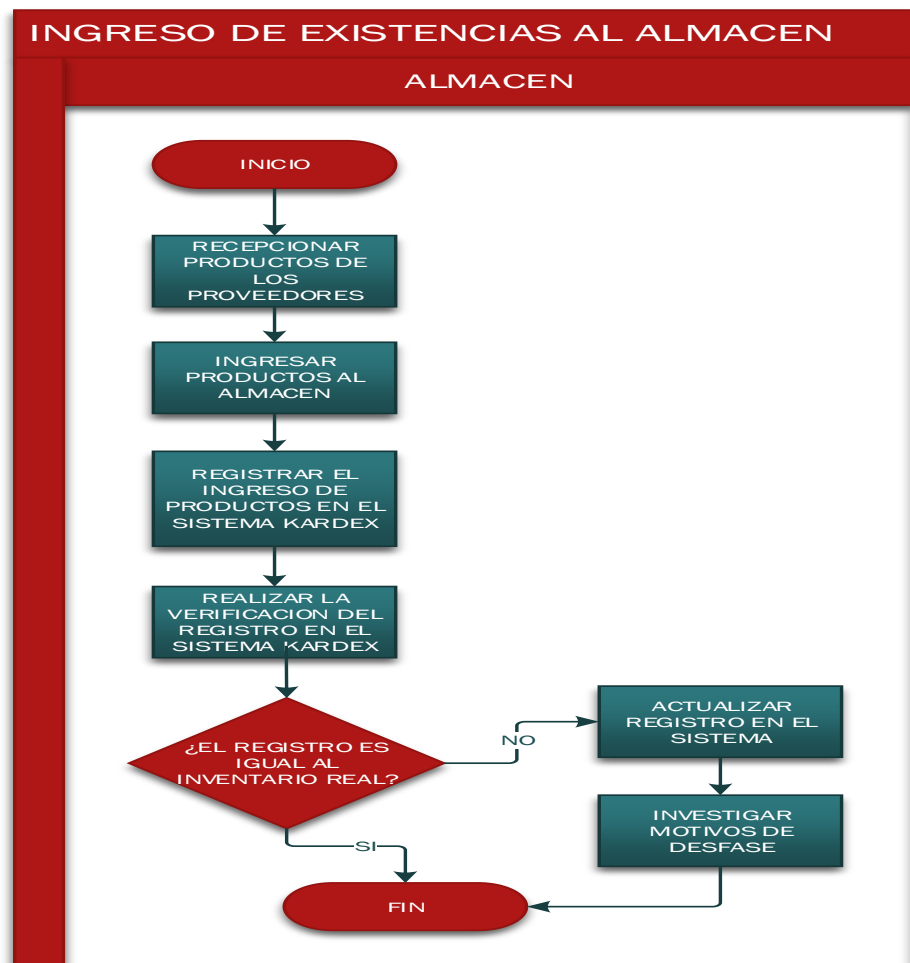 INGRESO DE EXISTENCIAS AL ALMACEN
ALMACEN
INICIO
RECEPCIONAR
PRODUCTOS DE
LOS
PROVEEDORES
INGRESAR
PRODUCTOS AL
ALMACEN
REGISTRAR EL
INGRESO DE
PRODUCTOS EN EL
SISTEMA KARDEX
REALIZAR LA
VERIFICACION DEL
REGISTRO EN EL
SISTEMA KARDEX
¿EL REGISTRO ES
IGUAL AL
INVENTARIO REAL?
NO
ACTUALIZAR
REGISTRO EN EL
SISTEMA
INVESTIGAR
MOTIVOS DE
DESFASE
SI
FIN